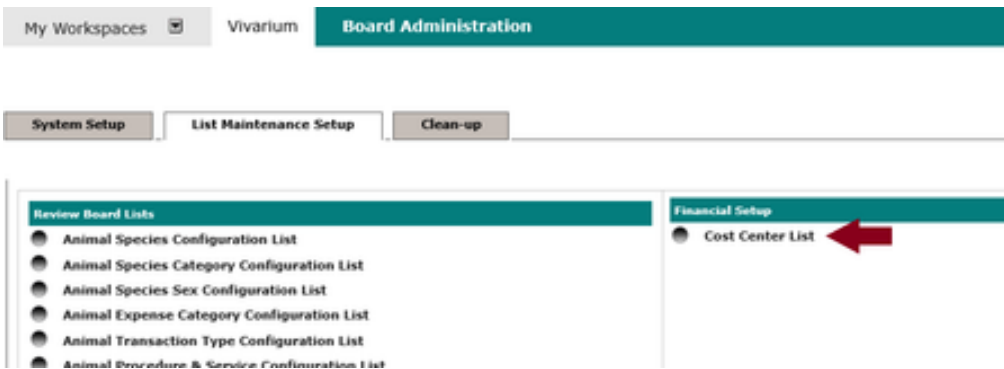 My Workspaces Vivarium Board Administration
System Setup List Maintenance Setup Clean-up
Review Board Lists
Animal Species Configuration List
Animal Species Category Configuration List
Animal Species Sex Configuration List
Animal Expense Category Configuration List
Animal Transaction Type Configuration List
Animal Procedure & Service Configuration List
Financial Setup
Cost Center List